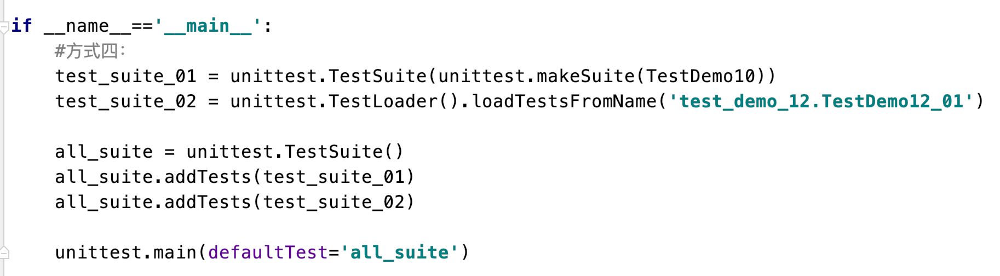 if __name__=='__main__':
#方式四:
test_suite_01 = unittest.TestSuite(unittest.makeSuite(TestDemo10))
test_suite_02 = unittest.TestLoader().loadTestsFromName('test_demo_12.TestDemo12_01')
all_suite = unittest.TestSuite()
all_suite.addTests(test_suite_01)
all_suite.addTests(test_suite_02)
unittest.main(defaultTest='all_suite')